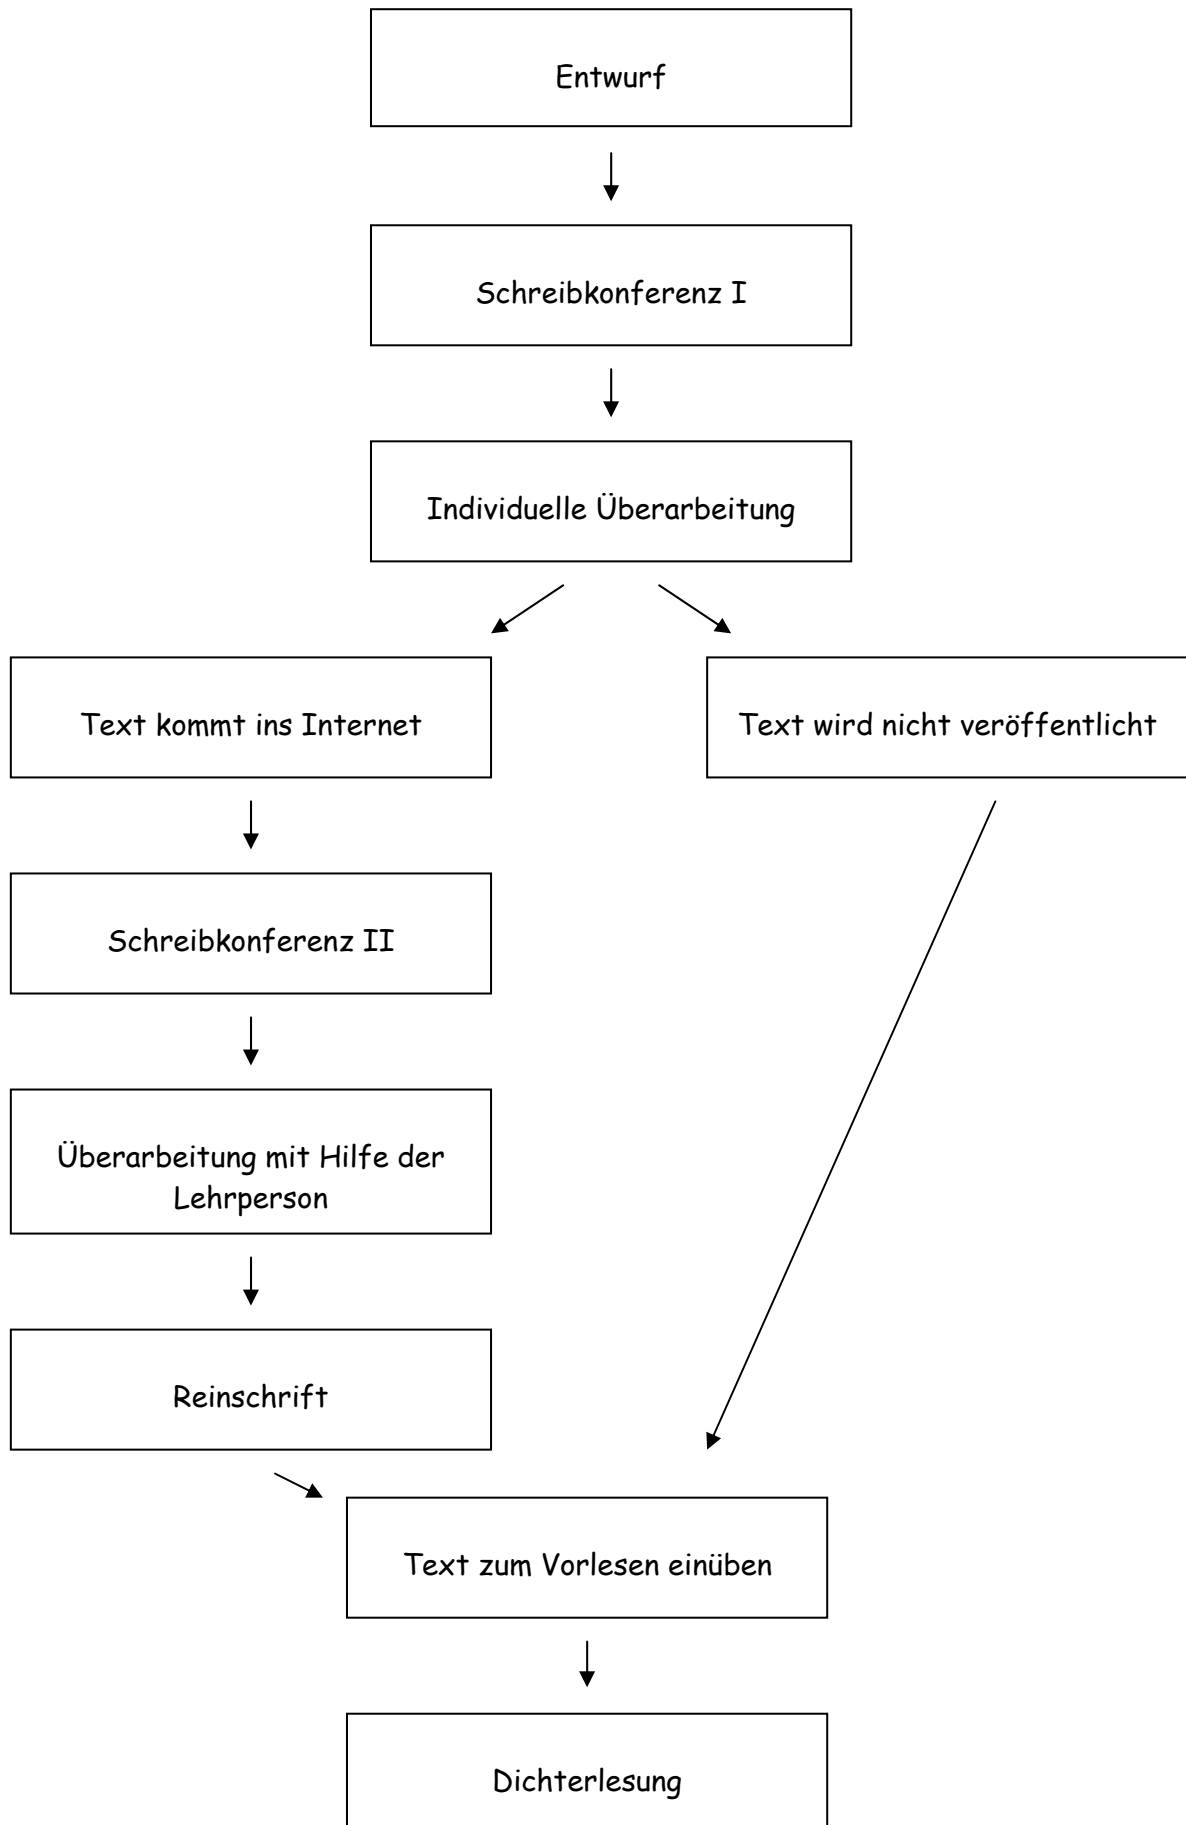 Entwurf
Schreibkonferenz I
Individuelle Überarbeitung
Text kommt ins Internet
Text wird nicht veröffentlicht
Schreibkonferenz II
Überarbeitung mit Hilfe der
Lehrperson
Reinschrift
Text zum Vorlesen einüben
Dichterlesung